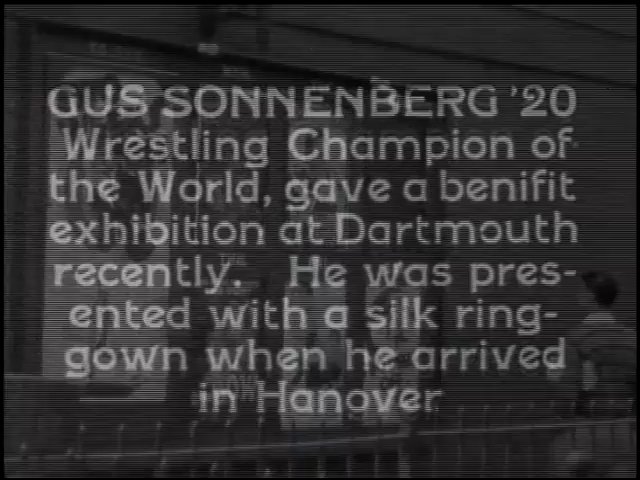 GUS SONNENBERG '20
Wrestling Champion of
the World, gave a benifit
exhibition at Dartmouth
recently. He was pres-
ented with a silk ring-
gown when he arrived
in Hanover